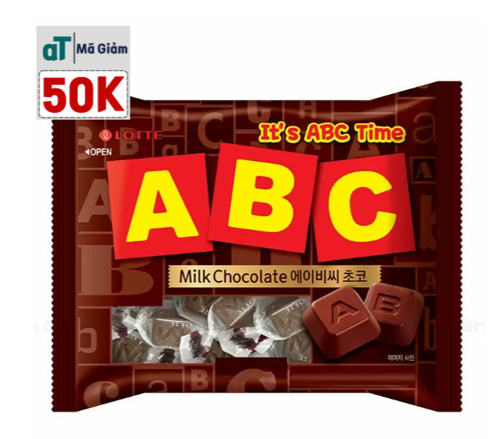 aT Mã Giảm
50K
LOTTE
It's ABC Time
◄OPEN
A B C
Milk Chocolate 에이비씨 초코
A B
이미지 사진